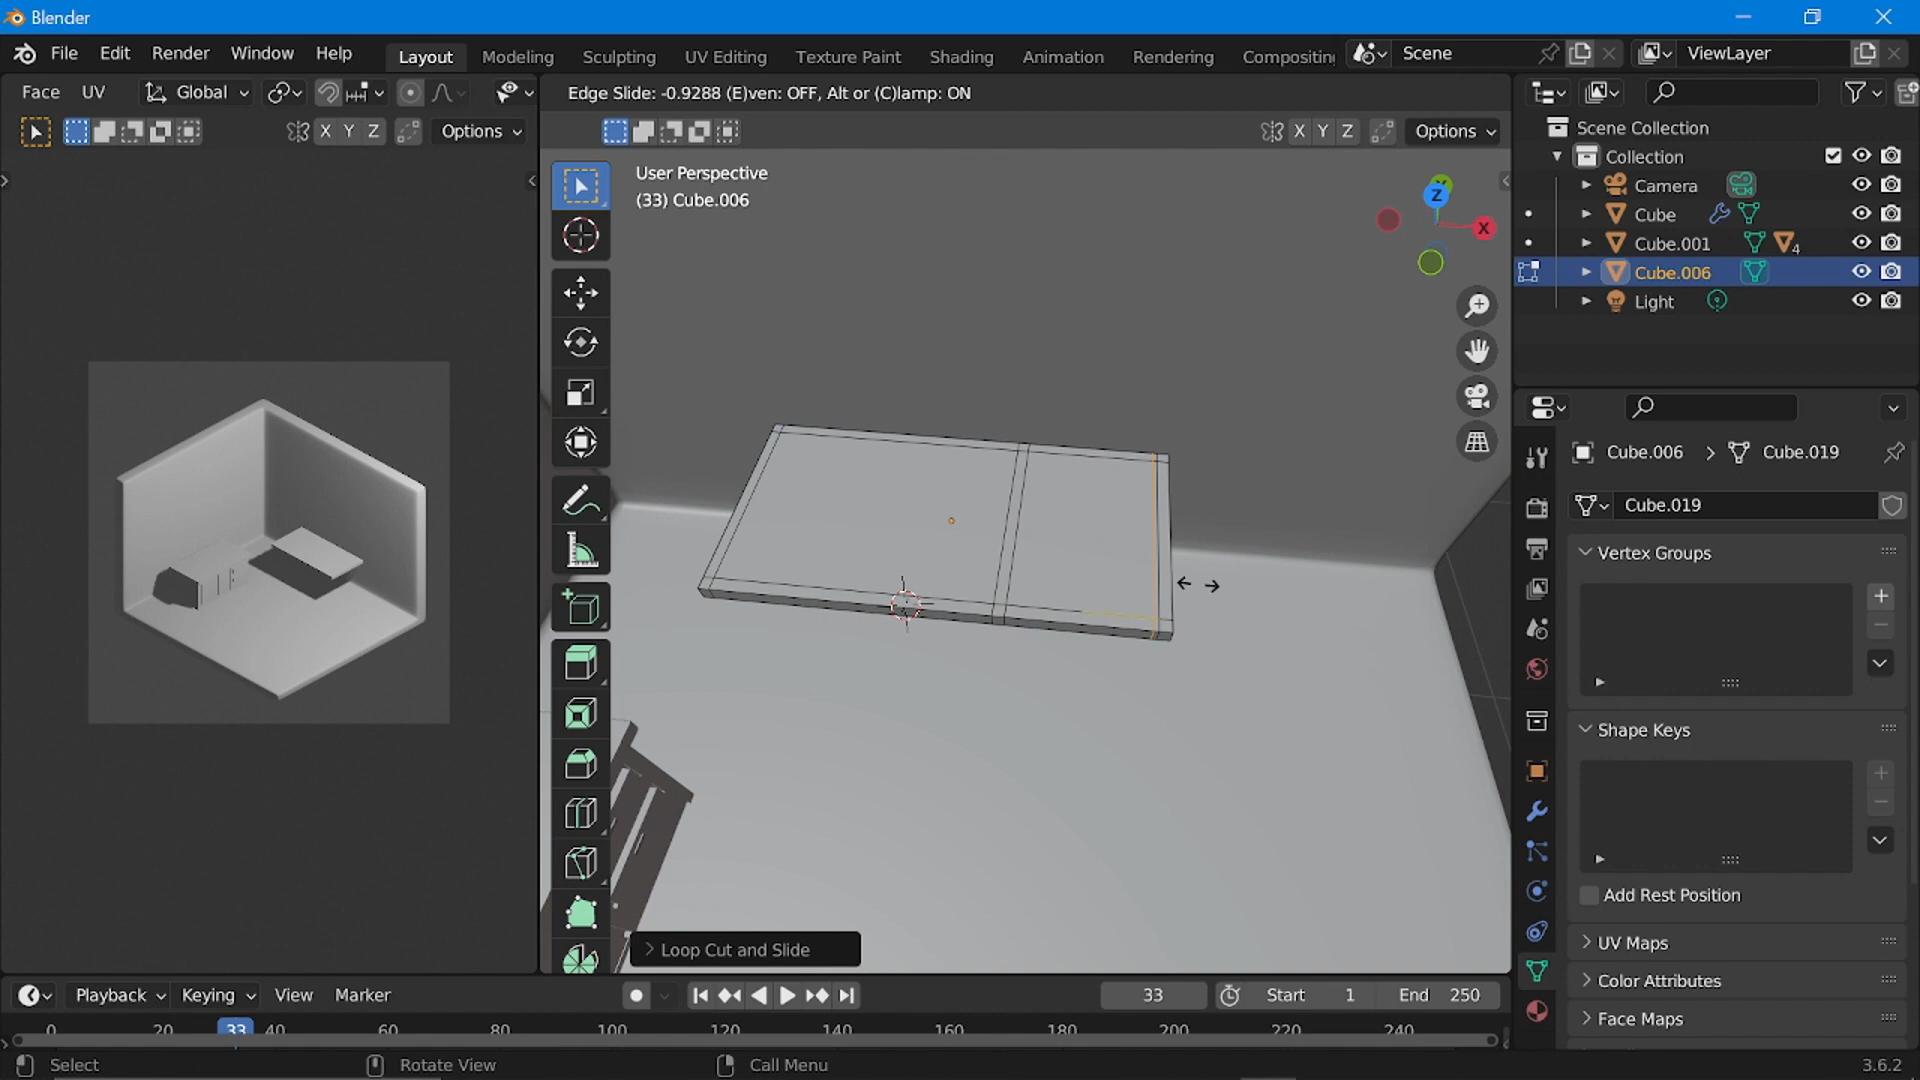 Blender
File Edit Render Window Help Layout Modeling Sculpting UV Editing Texture Paint Shading Animation Rendering Compositin Scene ViewLayer
Face UV Global Edge Slide: -0.9288 (E)ven: OFF, Alt or (C)lamp: ON
X Y Z Options X Y Z Options
User Perspective
(33) Cube.006
Z
X
Scene Collection
Collection
Camera
Cube
Cube.001 4
Cube.006
Light
Cube.006 > Cube.019
Cube.019
Vertex Groups
Shape Keys
Add Rest Position
UV Maps
Color Attributes
Face Maps
Loop Cut and Slide
Playback Keying View Marker 33 Start 1 End 250
0 20 33 40 60 80 100 120 140 160 180 200 220 240
Select Rotate View Call Menu 3.6.2